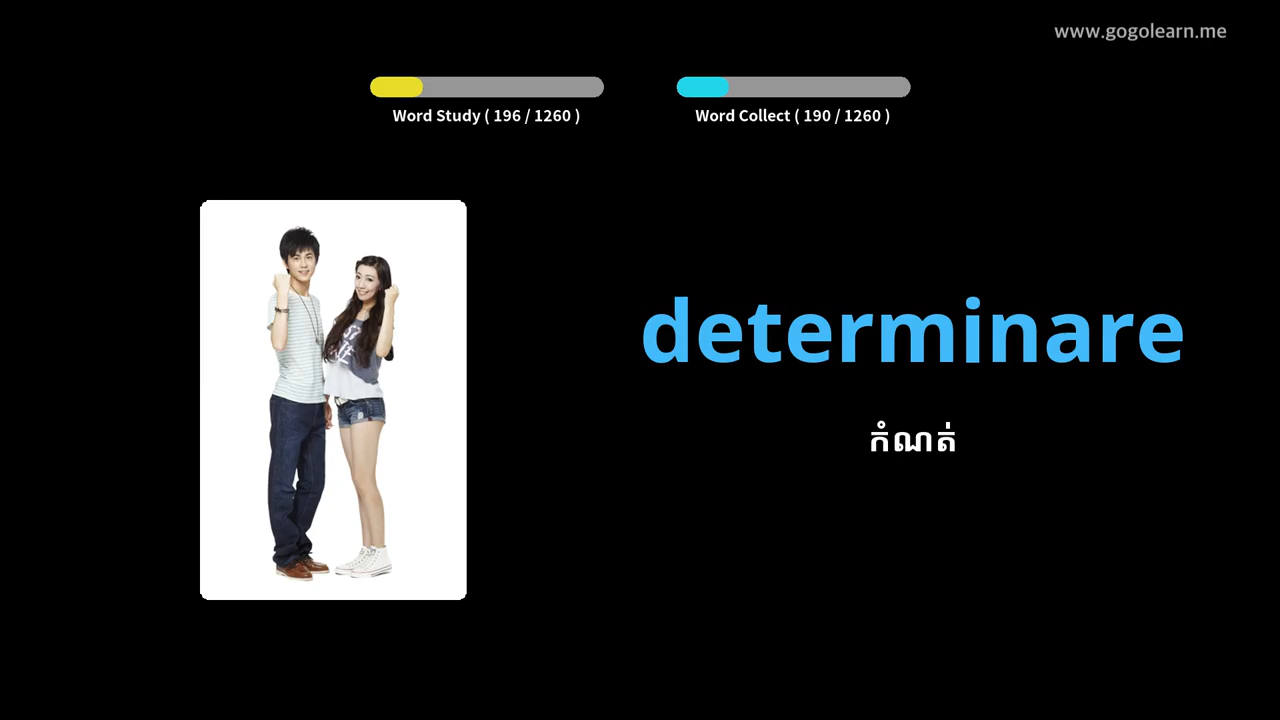 www.gogolearn.me
Word Study ( 196 / 1260 )
Word Collect ( 190 / 1260 )
determinare
កំណត់